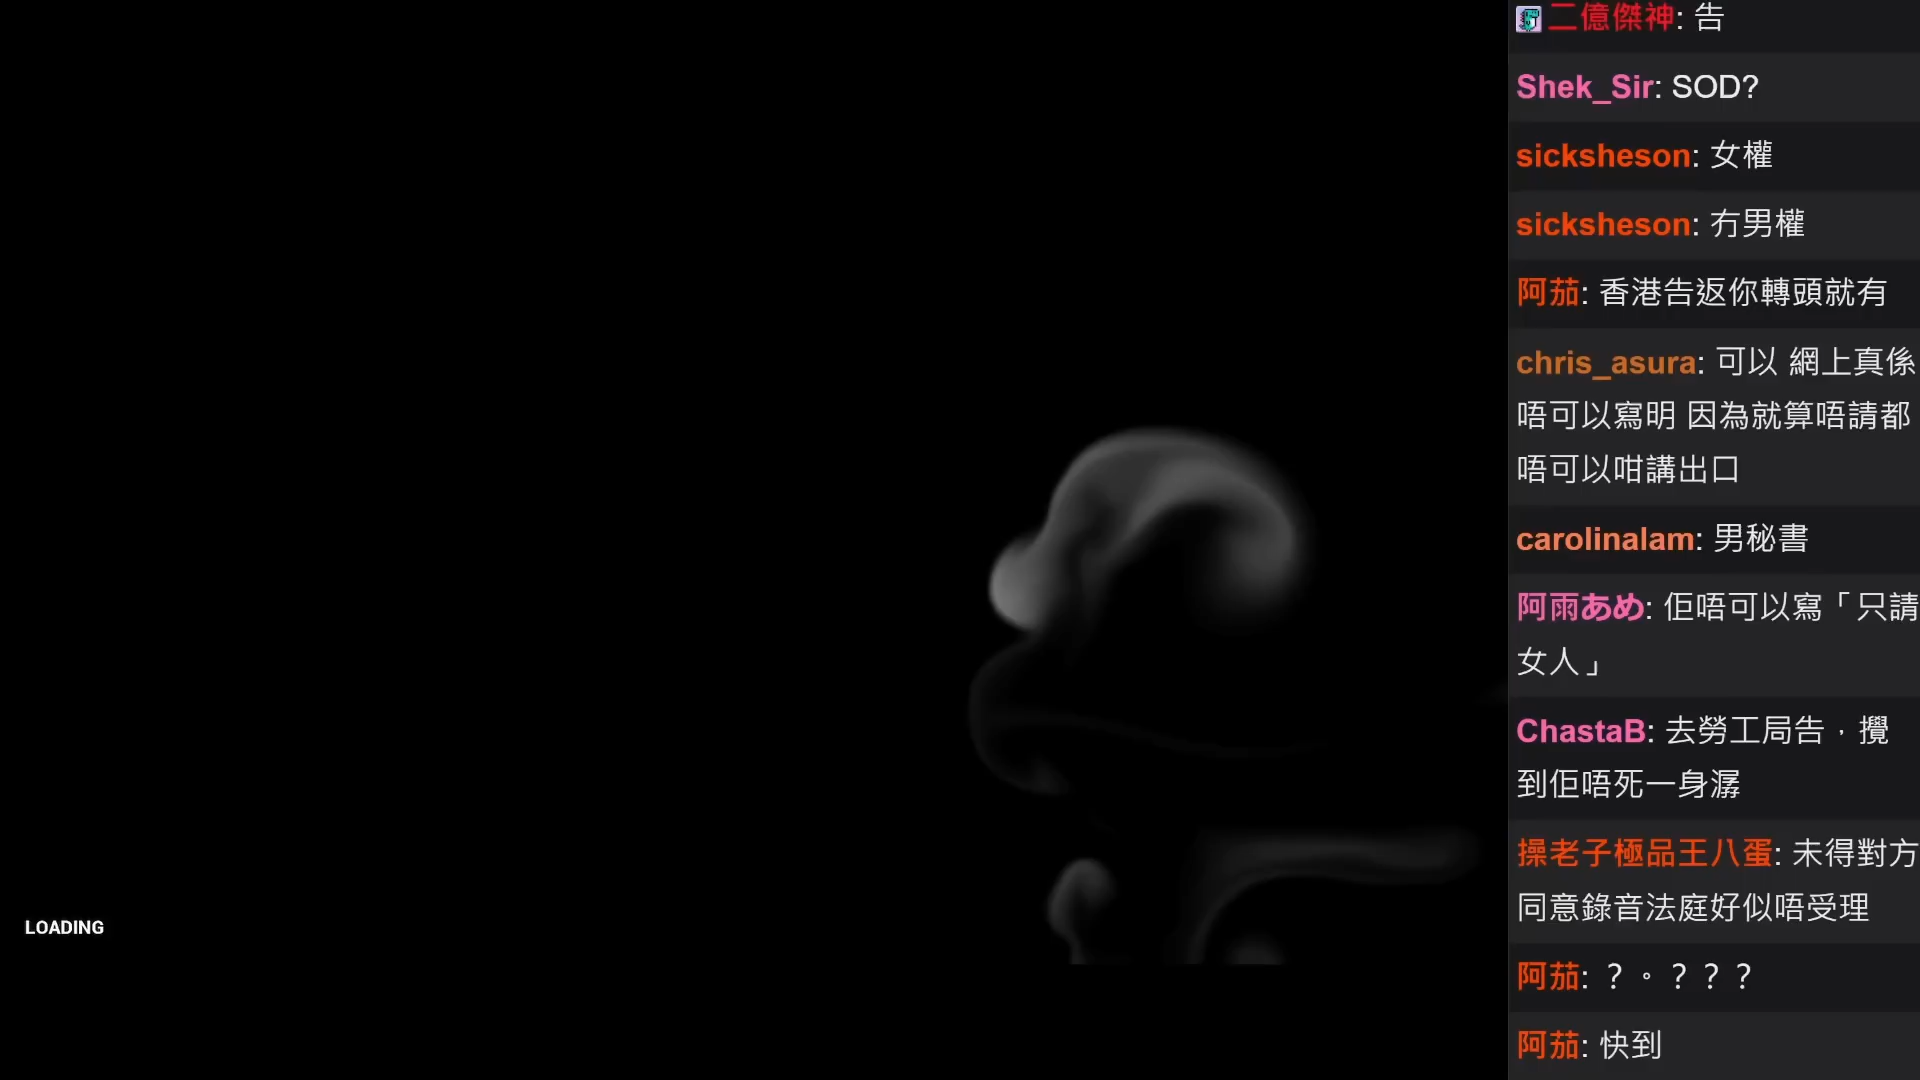 二億傑神: 告
Shek_Sir: SOD?
sicksheson: 女權
sicksheson: 冇男權
阿茄: 香港告返你轉頭就有
chris_asura: 可以 網上真係
唔可以寫明 因為就算唔請都
唔可以咁講出口
carolinalam: 男秘書
阿雨あめ: 佢唔可以寫「只請
女人」
ChastaB: 去勞工局告，攪
到佢唔死一身潺
操老子極品王八蛋: 未得對方
同意錄音法庭好似唔受理
阿茄: ？。？？？
阿茄: 快到
LOADING